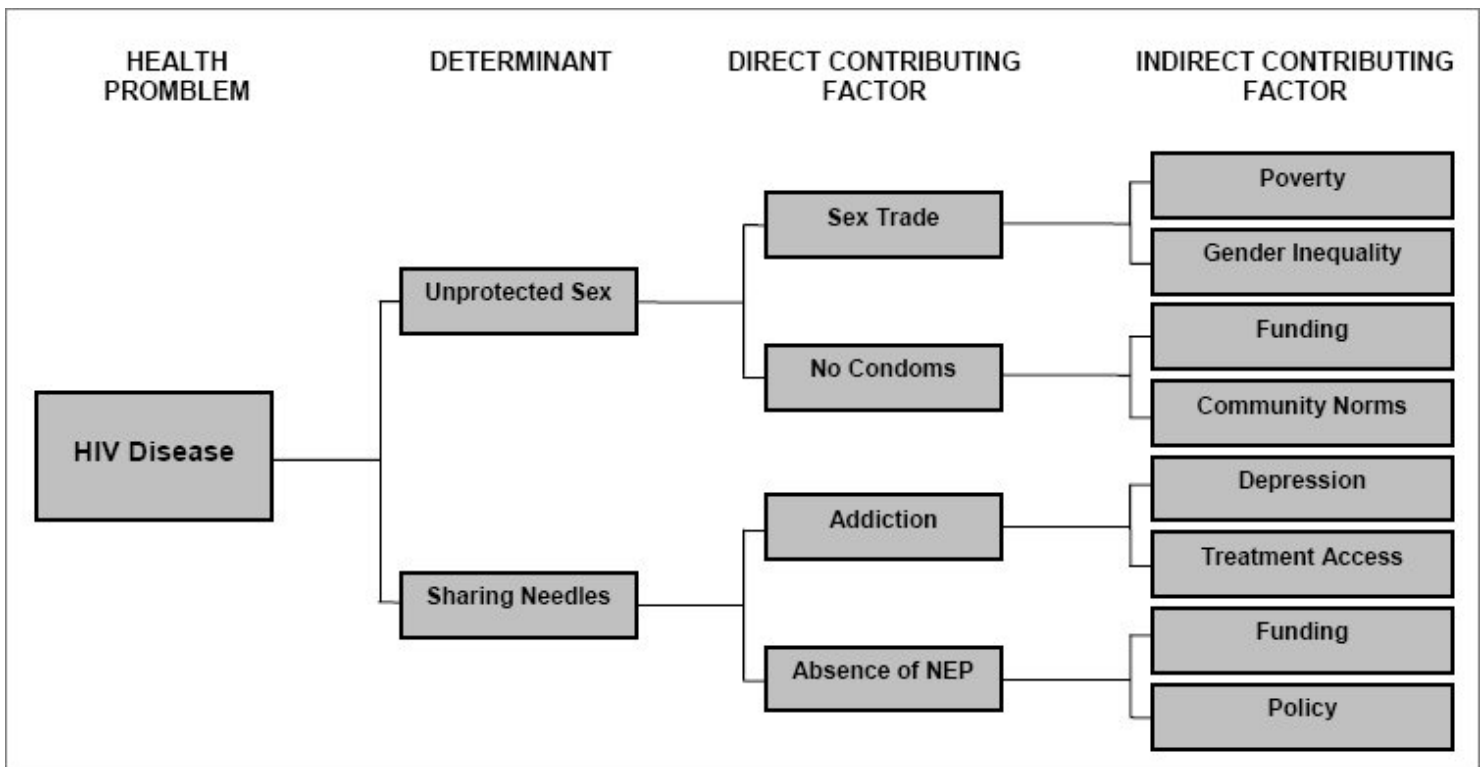 HEALTH
PROMBLEM
DETERMINANT
DIRECT CONTRIBUTING
FACTOR
INDIRECT CONTRIBUTING
FACTOR
HIV Disease
Unprotected Sex
Sharing Needles
Sex Trade
No Condoms
Addiction
Absence of NEP
Poverty
Gender Inequality
Funding
Community Norms
Depression
Treatment Access
Funding
Policy